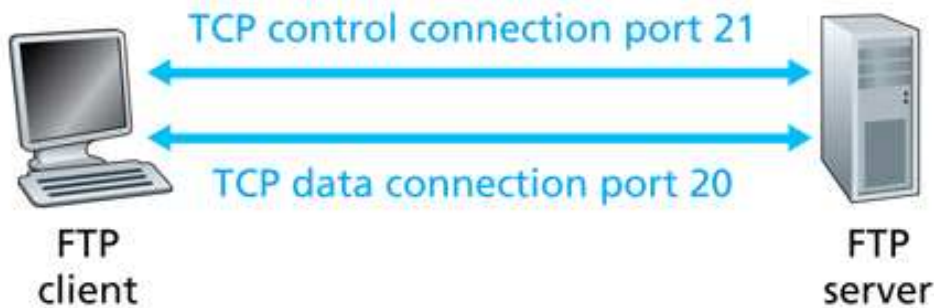 TCP control connection port 21
TCP data connection port 20
FTP
client
FTP
server